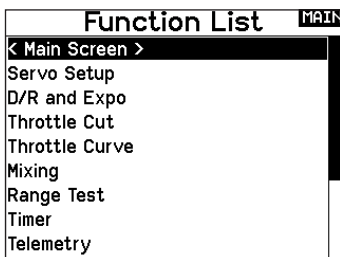 Function List MAIN
< Main Screen >
Servo Setup
D/R and Expo
Throttle Cut
Throttle Curve
Mixing
Range Test
Timer
Telemetry